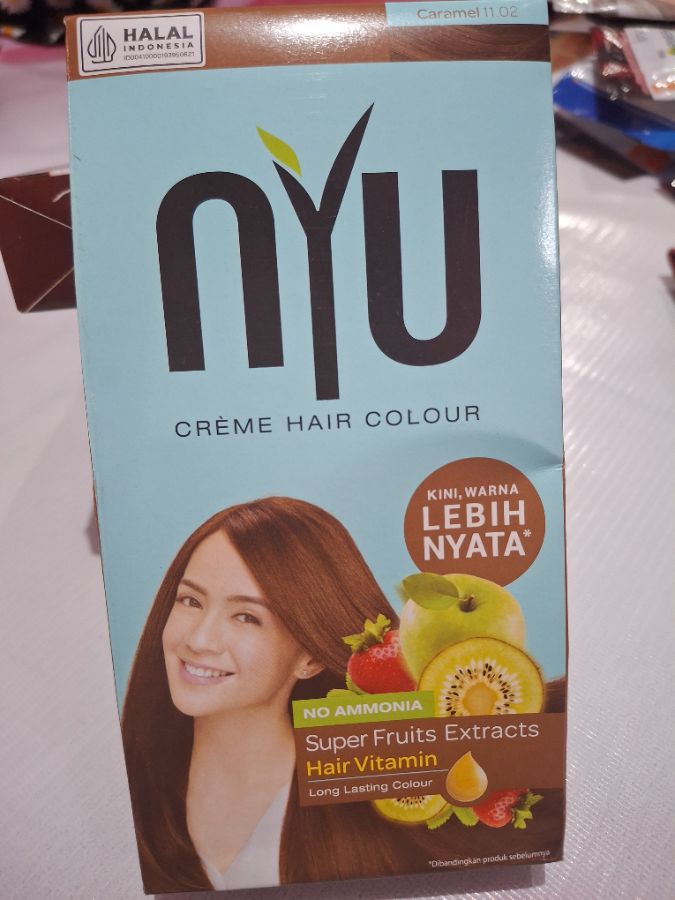 HALAL
INDONESIA
Caramel 11.02
NYU
CRÈME HAIR COLOUR
KINI, WARNA
LEBIH
NYATA*
NO AMMONIA
Super Fruits Extracts
Hair Vitamin
Long Lasting Colour
*Dibandingkan produk sebelumnya